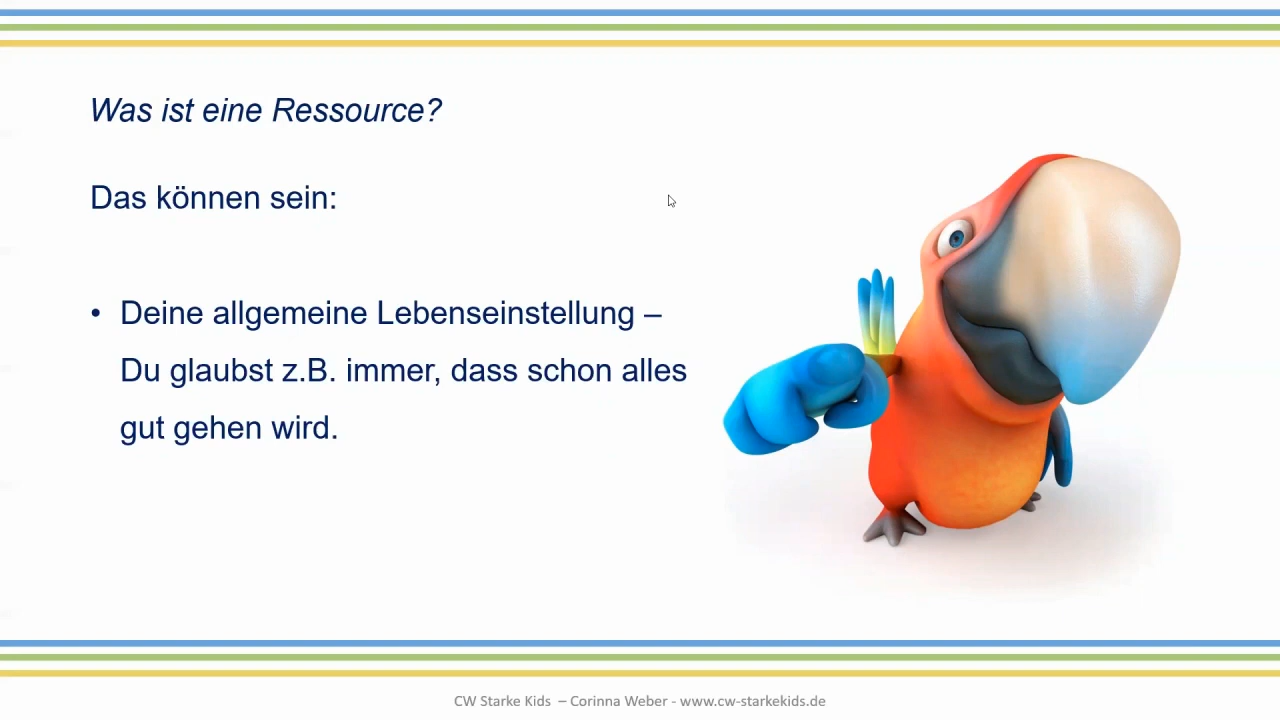 Was ist eine Ressource?
Das können sein:
• Deine allgemeine Lebenseinstellung –
Du glaubst z.B. immer, dass schon alles
gut gehen wird.
CW Starke Kids – Corinna Weber - www.cw-starkekids.de